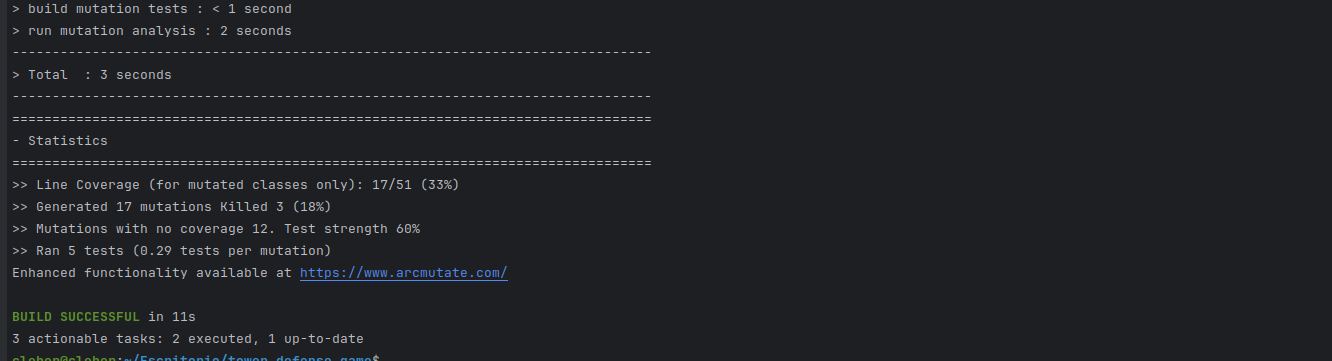 > build mutation tests : < 1 second
> run mutation analysis : 2 seconds
--------------------------------------------------------------------------------
> Total  : 3 seconds
--------------------------------------------------------------------------------
================================================================================
- Statistics
================================================================================
>> Line Coverage (for mutated classes only): 17/51 (33%)
>> Generated 17 mutations Killed 3 (18%)
>> Mutations with no coverage 12. Test strength 60%
>> Ran 5 tests (0.29 tests per mutation)
Enhanced functionality available at https://www.arcmutate.com/
BUILD SUCCESSFUL in 11s
3 actionable tasks: 2 executed, 1 up-to-date